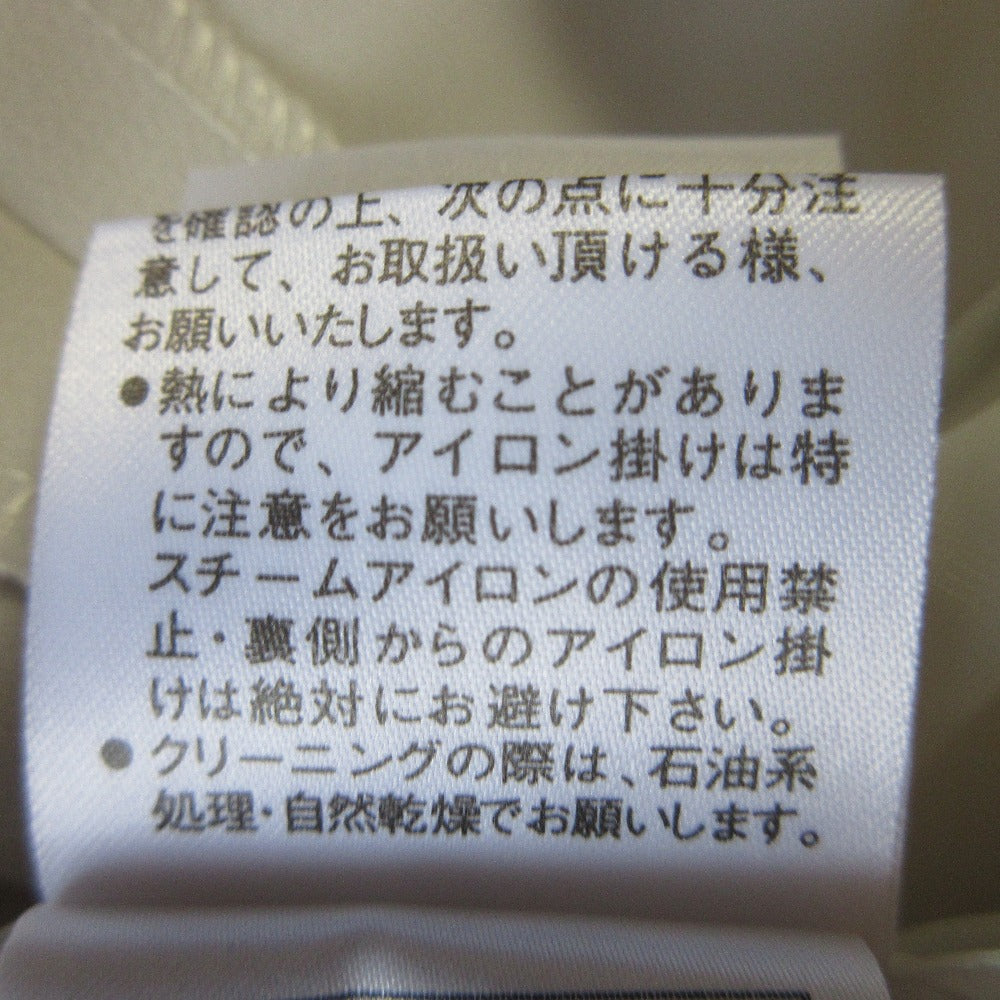 を確認の上、次の点に十分注
意して、お取扱い頂ける様、
お願いいたします。
●熱により縮むことがありま
すので、アイロン掛けは特
に注意をお願いします。
スチームアイロンの使用禁
止・裏側からのアイロン掛
けは絶対にお避け下さい。
●クリーニングの際は、石油系
処理・自然乾燥でお願いします。